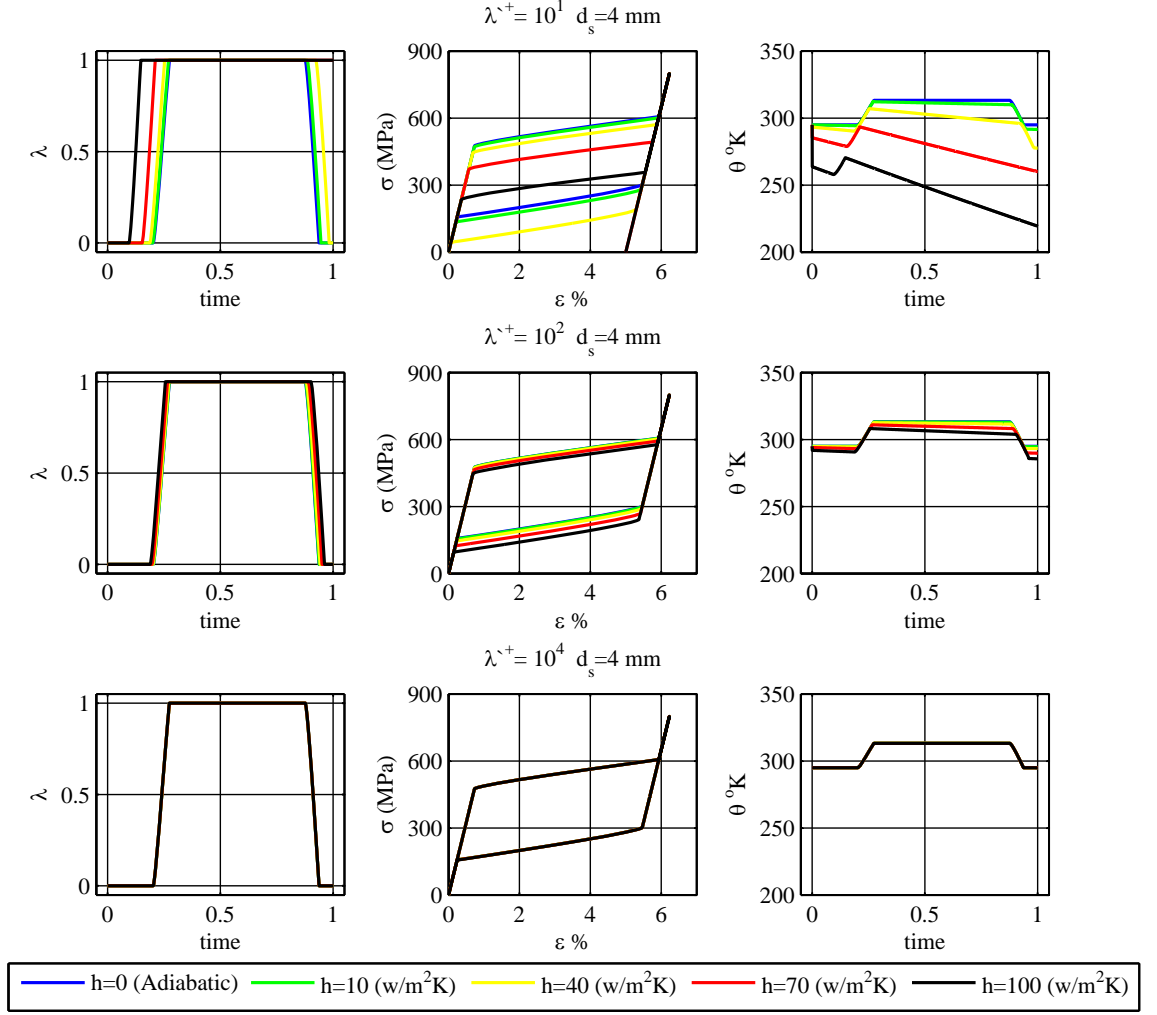 λ`⁺= 10¹ dₛ=4 mm
1
0.5
0
λ
0 0.5 1
time
900
600
300
0
σ (MPa)
0 2 4 6
ε %
350
300
250
200
θ °K
0 0.5 1
time
λ`⁺= 10² dₛ=4 mm
1
0.5
0
λ
0 0.5 1
time
900
600
300
0
σ (MPa)
0 2 4 6
ε %
350
300
250
200
θ °K
0 0.5 1
time
λ`⁺= 10⁴ dₛ=4 mm
1
0.5
0
λ
0 0.5 1
time
900
600
300
0
σ (MPa)
0 2 4 6
ε %
350
300
250
200
θ °K
0 0.5 1
time
h=0 (Adiabatic) h=10 (w/m²K) h=40 (w/m²K) h=70 (w/m²K) h=100 (w/m²K)